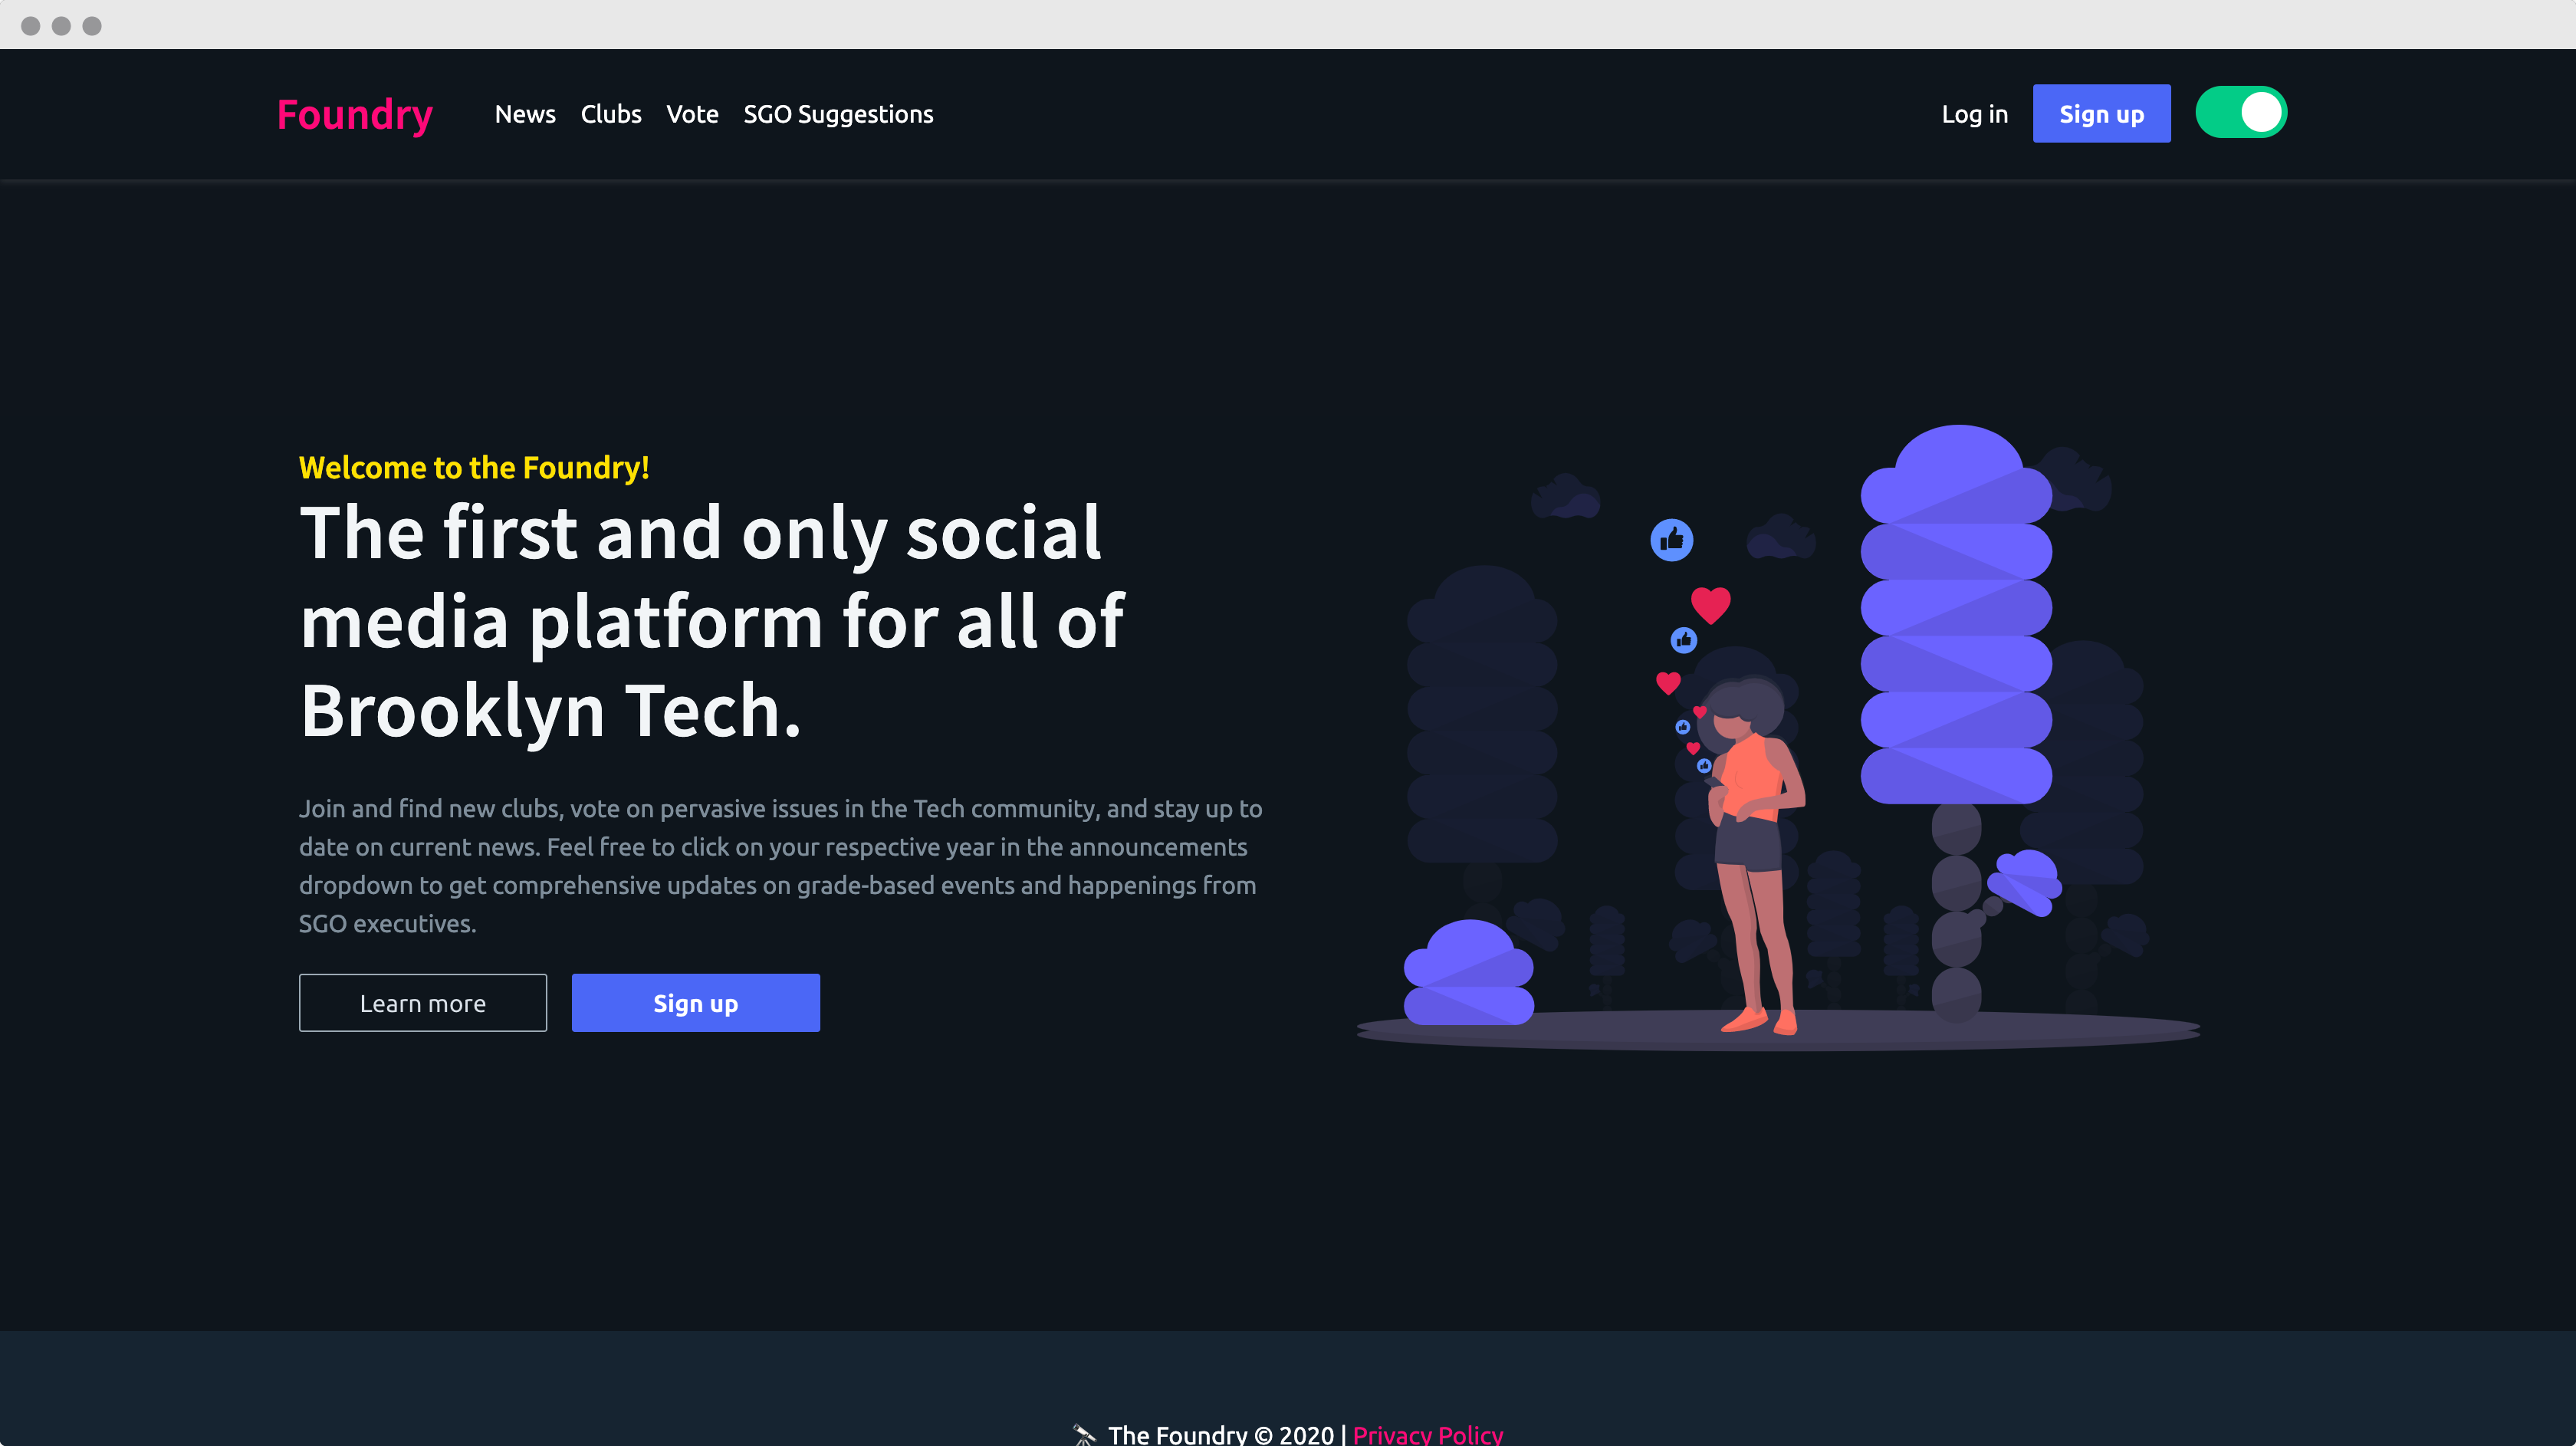 Foundry
News Clubs Vote SGO Suggestions
Log in
Sign up
Welcome to the Foundry!
The first and only social
media platform for all of
Brooklyn Tech.
Join and find new clubs, vote on pervasive issues in the Tech community, and stay up to
date on current news. Feel free to click on your respective year in the announcements
dropdown to get comprehensive updates on grade-based events and happenings from
SGO executives.
Learn more
Sign up
The Foundry © 2020 | Privacy Policy